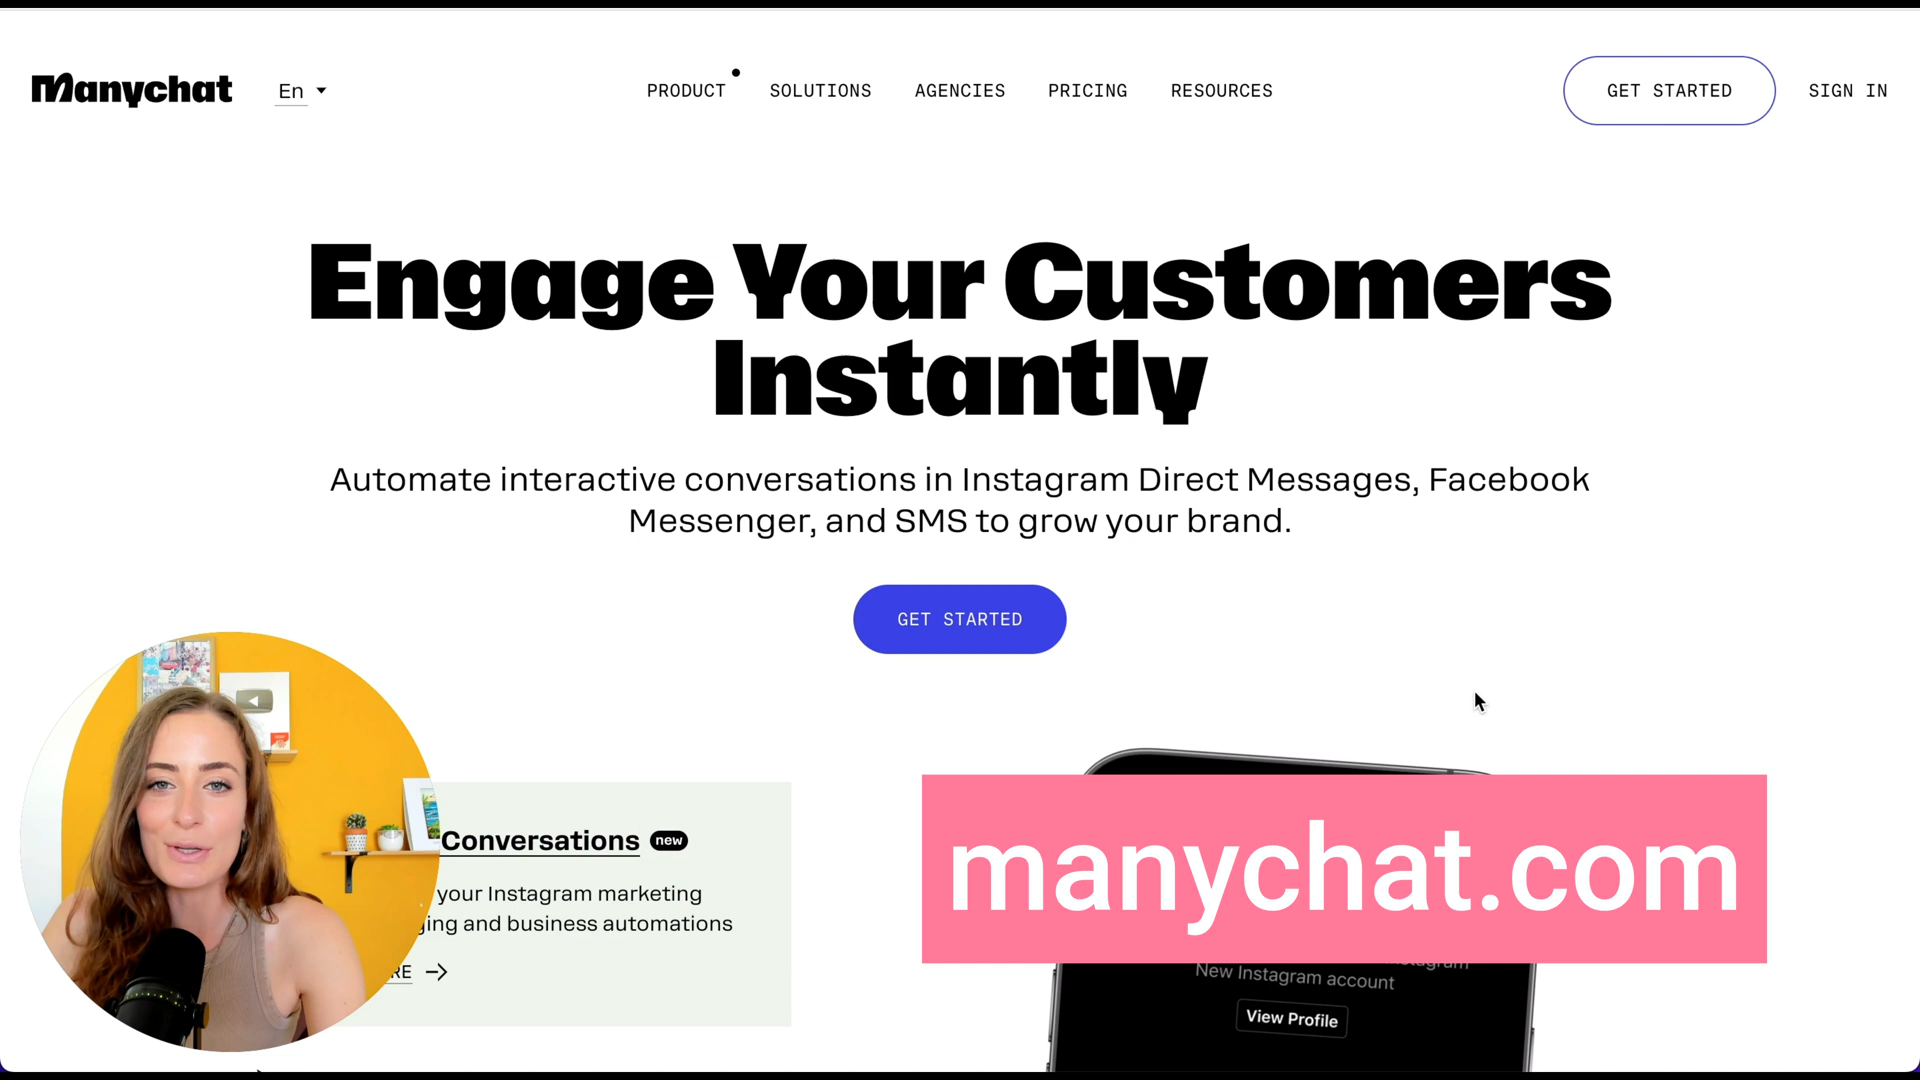 Manychat
En
PRODUCT
SOLUTIONS
AGENCIES
PRICING
RESOURCES
GET STARTED
SIGN IN
Engage Your Customers
Instantly
Automate interactive conversations in Instagram Direct Messages, Facebook
Messenger, and SMS to grow your brand.
GET STARTED
Conversations new
your Instagram marketing
ging and business automations
RE
manychat.com
New Instagram account
View Profile